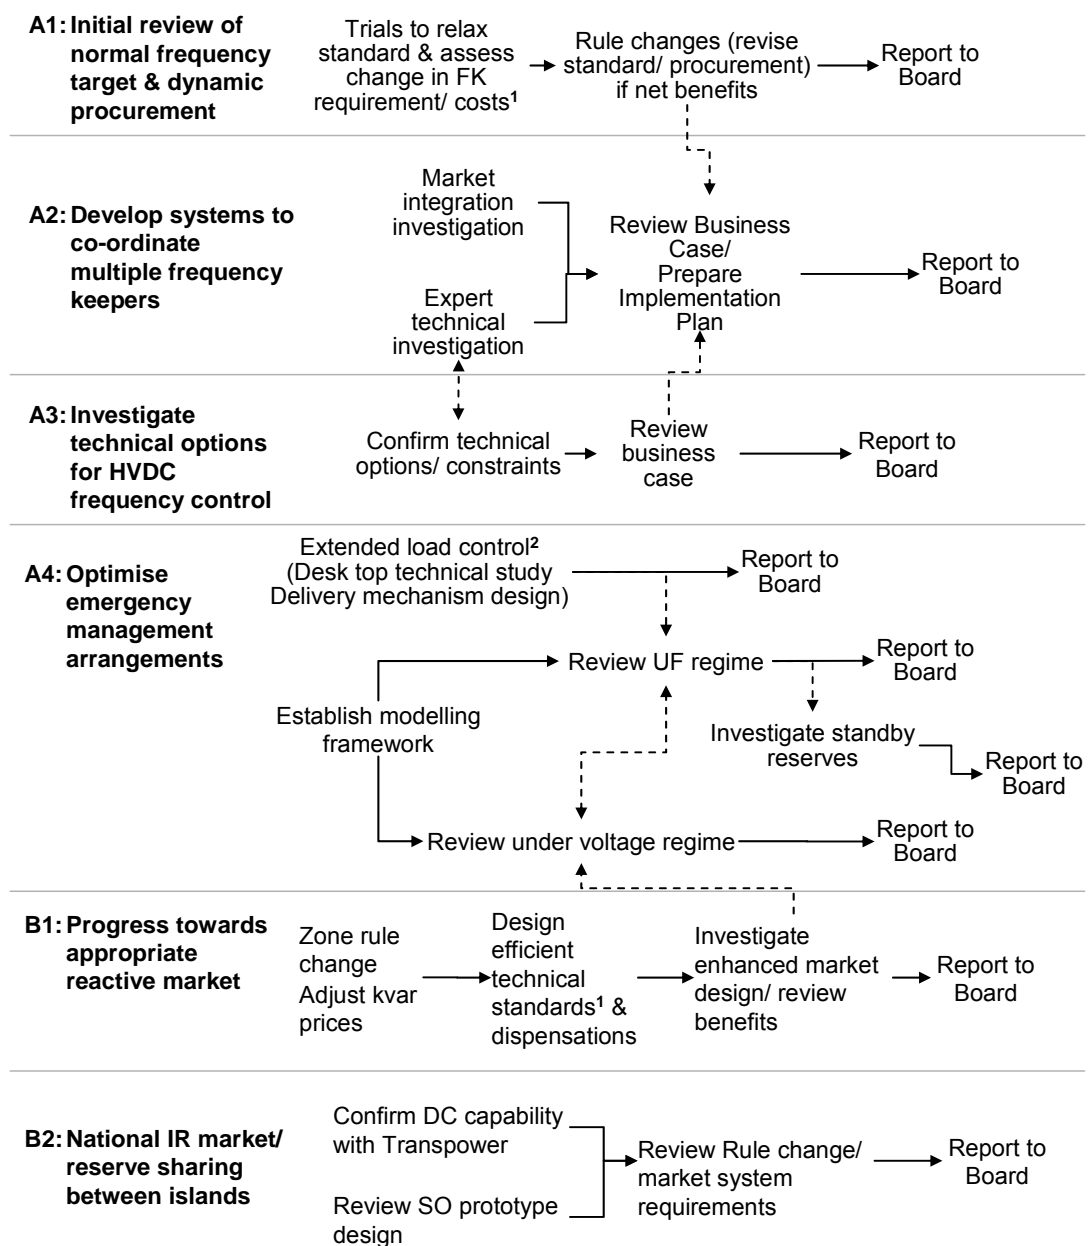 A1: Initial review of
normal frequency
target & dynamic
procurement
Trials to relax
standard & assess
change in FK
requirement/ costs1
Rule changes (revise
standard/ procurement)
if net benefits
Report to
Board
A2: Develop systems to
co-ordinate
multiple frequency
keepers
Market
integration
investigation
Expert
technical
investigation
Review Business
Case/
Prepare
Implementation
Plan
Report to
Board
A3: Investigate
technical options
for HVDC
frequency control
Confirm technical
options/ constraints
Review
business
case
Report to
Board
A4: Optimise
emergency
management
arrangements
Extended load control2
(Desk top technical study
Delivery mechanism design)
Report to
Board
Establish modelling
framework
Review UF regime
Report to
Board
Investigate standby
reserves
Report to
Board
Review under voltage regime
Report to
Board
B1: Progress towards
appropriate
reactive market
Zone rule
change
Adjust kvar
prices
Design
efficient
technical
standards1 &
dispensations
Investigate
enhanced market
design/ review
benefits
Report to
Board
B2: National IR market/
reserve sharing
between islands
Confirm DC capability
with Transpower
Review SO prototype
design
Review Rule change/
market system
requirements
Report to
Board